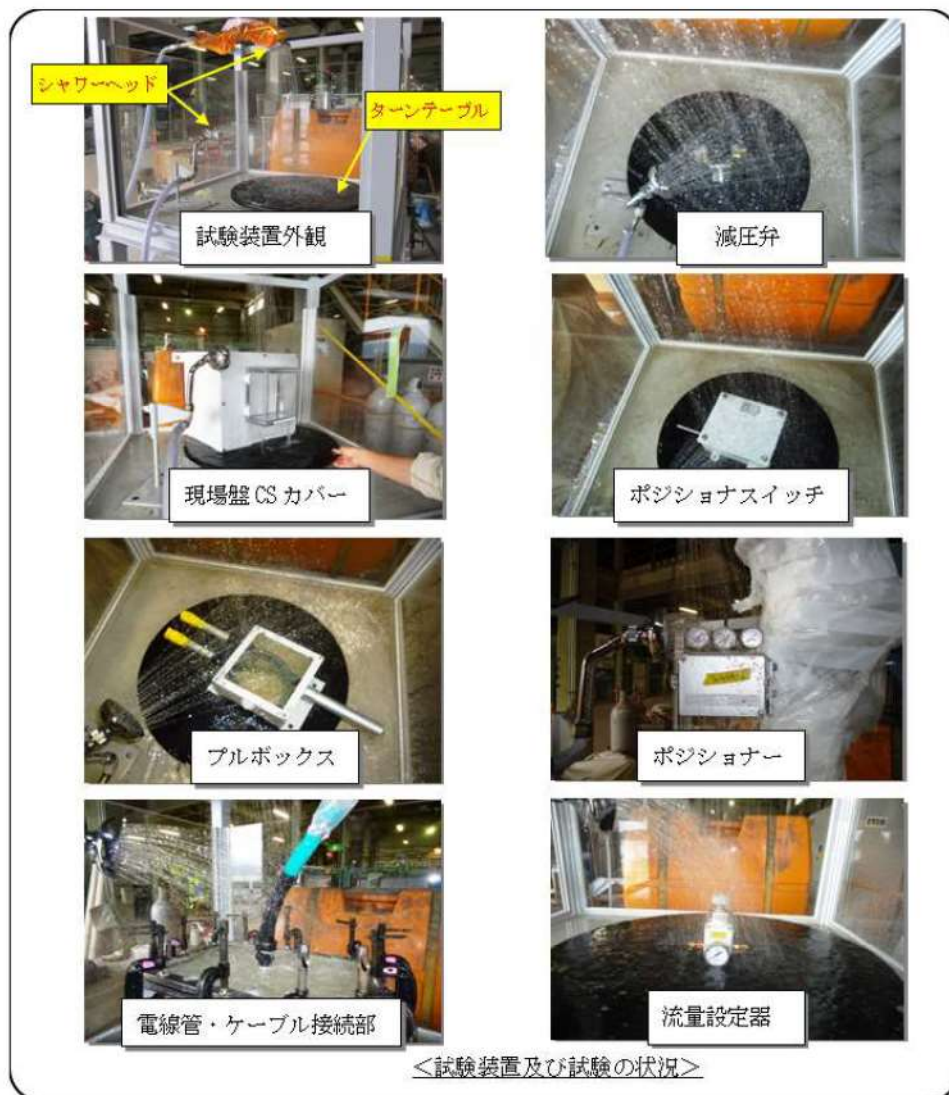 シャワーヘッド
ターンテーブル
試験装置外観
減圧弁
現場盤CSカバー
ポジショナスイッチ
プルボックス
ポジショナー
電線管・ケーブル接続部
流量設定器
<試験装置及び試験の状況>